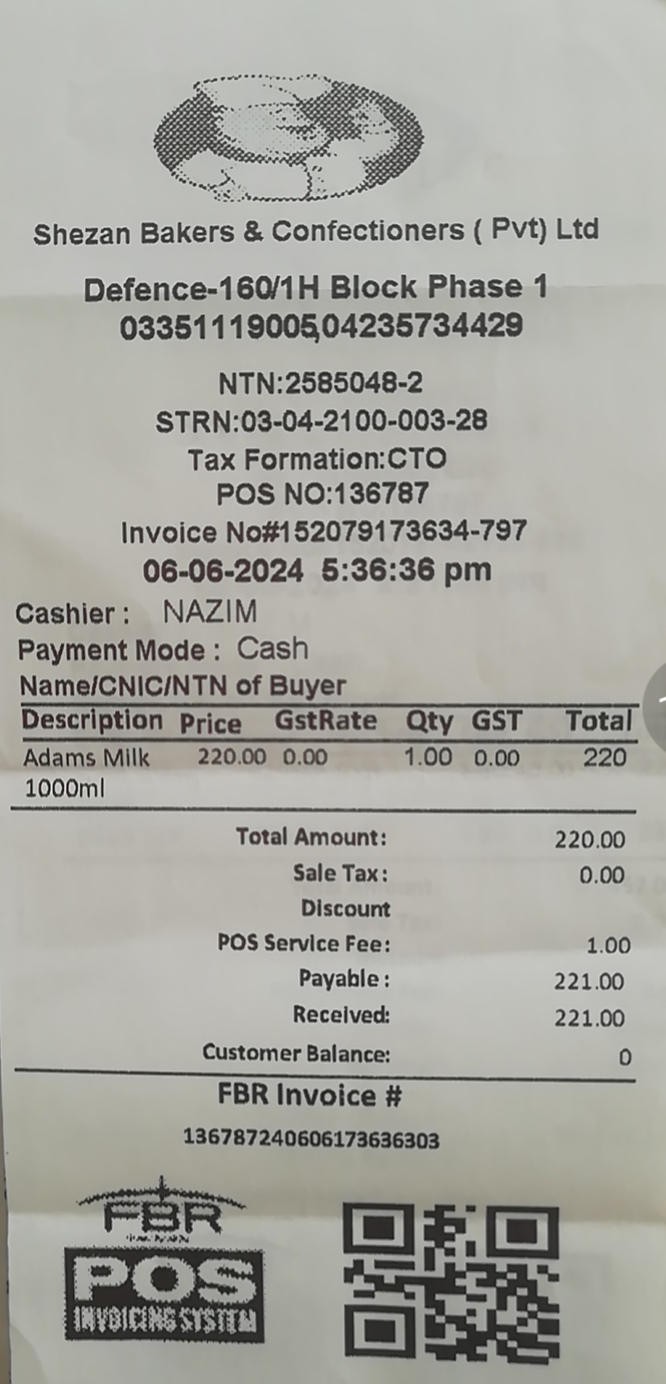 Shezan Bakers & Confectioners ( Pvt) Ltd
Defence-160/1H Block Phase 1
03351119005,04235734429
NTN:2585048-2
STRN:03-04-2100-003-28
Tax Formation:CTO
POS NO:136787
Invoice No#152079173634-797
06-06-2024 5:36:36 pm
Cashier : NAZIM
Payment Mode : Cash
Name/CNIC/NTN of Buyer
Description Price GstRate Qty GST Total
Adams Milk 220.00 0.00 1.00 0.00 220
1000ml
Total Amount: 220.00
Sale Tax: 0.00
Discount
POS Service Fee: 1.00
Payable : 221.00
Received: 221.00
Customer Balance: 0
FBR Invoice #
136787240606173636303
FBR
POS
INVOICING SYSTEM